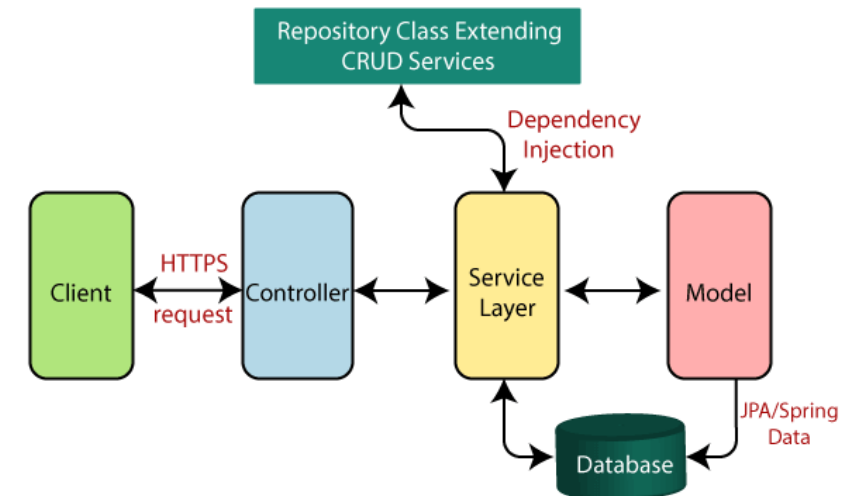 Repository Class Extending
CRUD Services
Dependency
Injection
Client
HTTPS
request
Controller
Service
Layer
Model
JPA/Spring
Data
Database